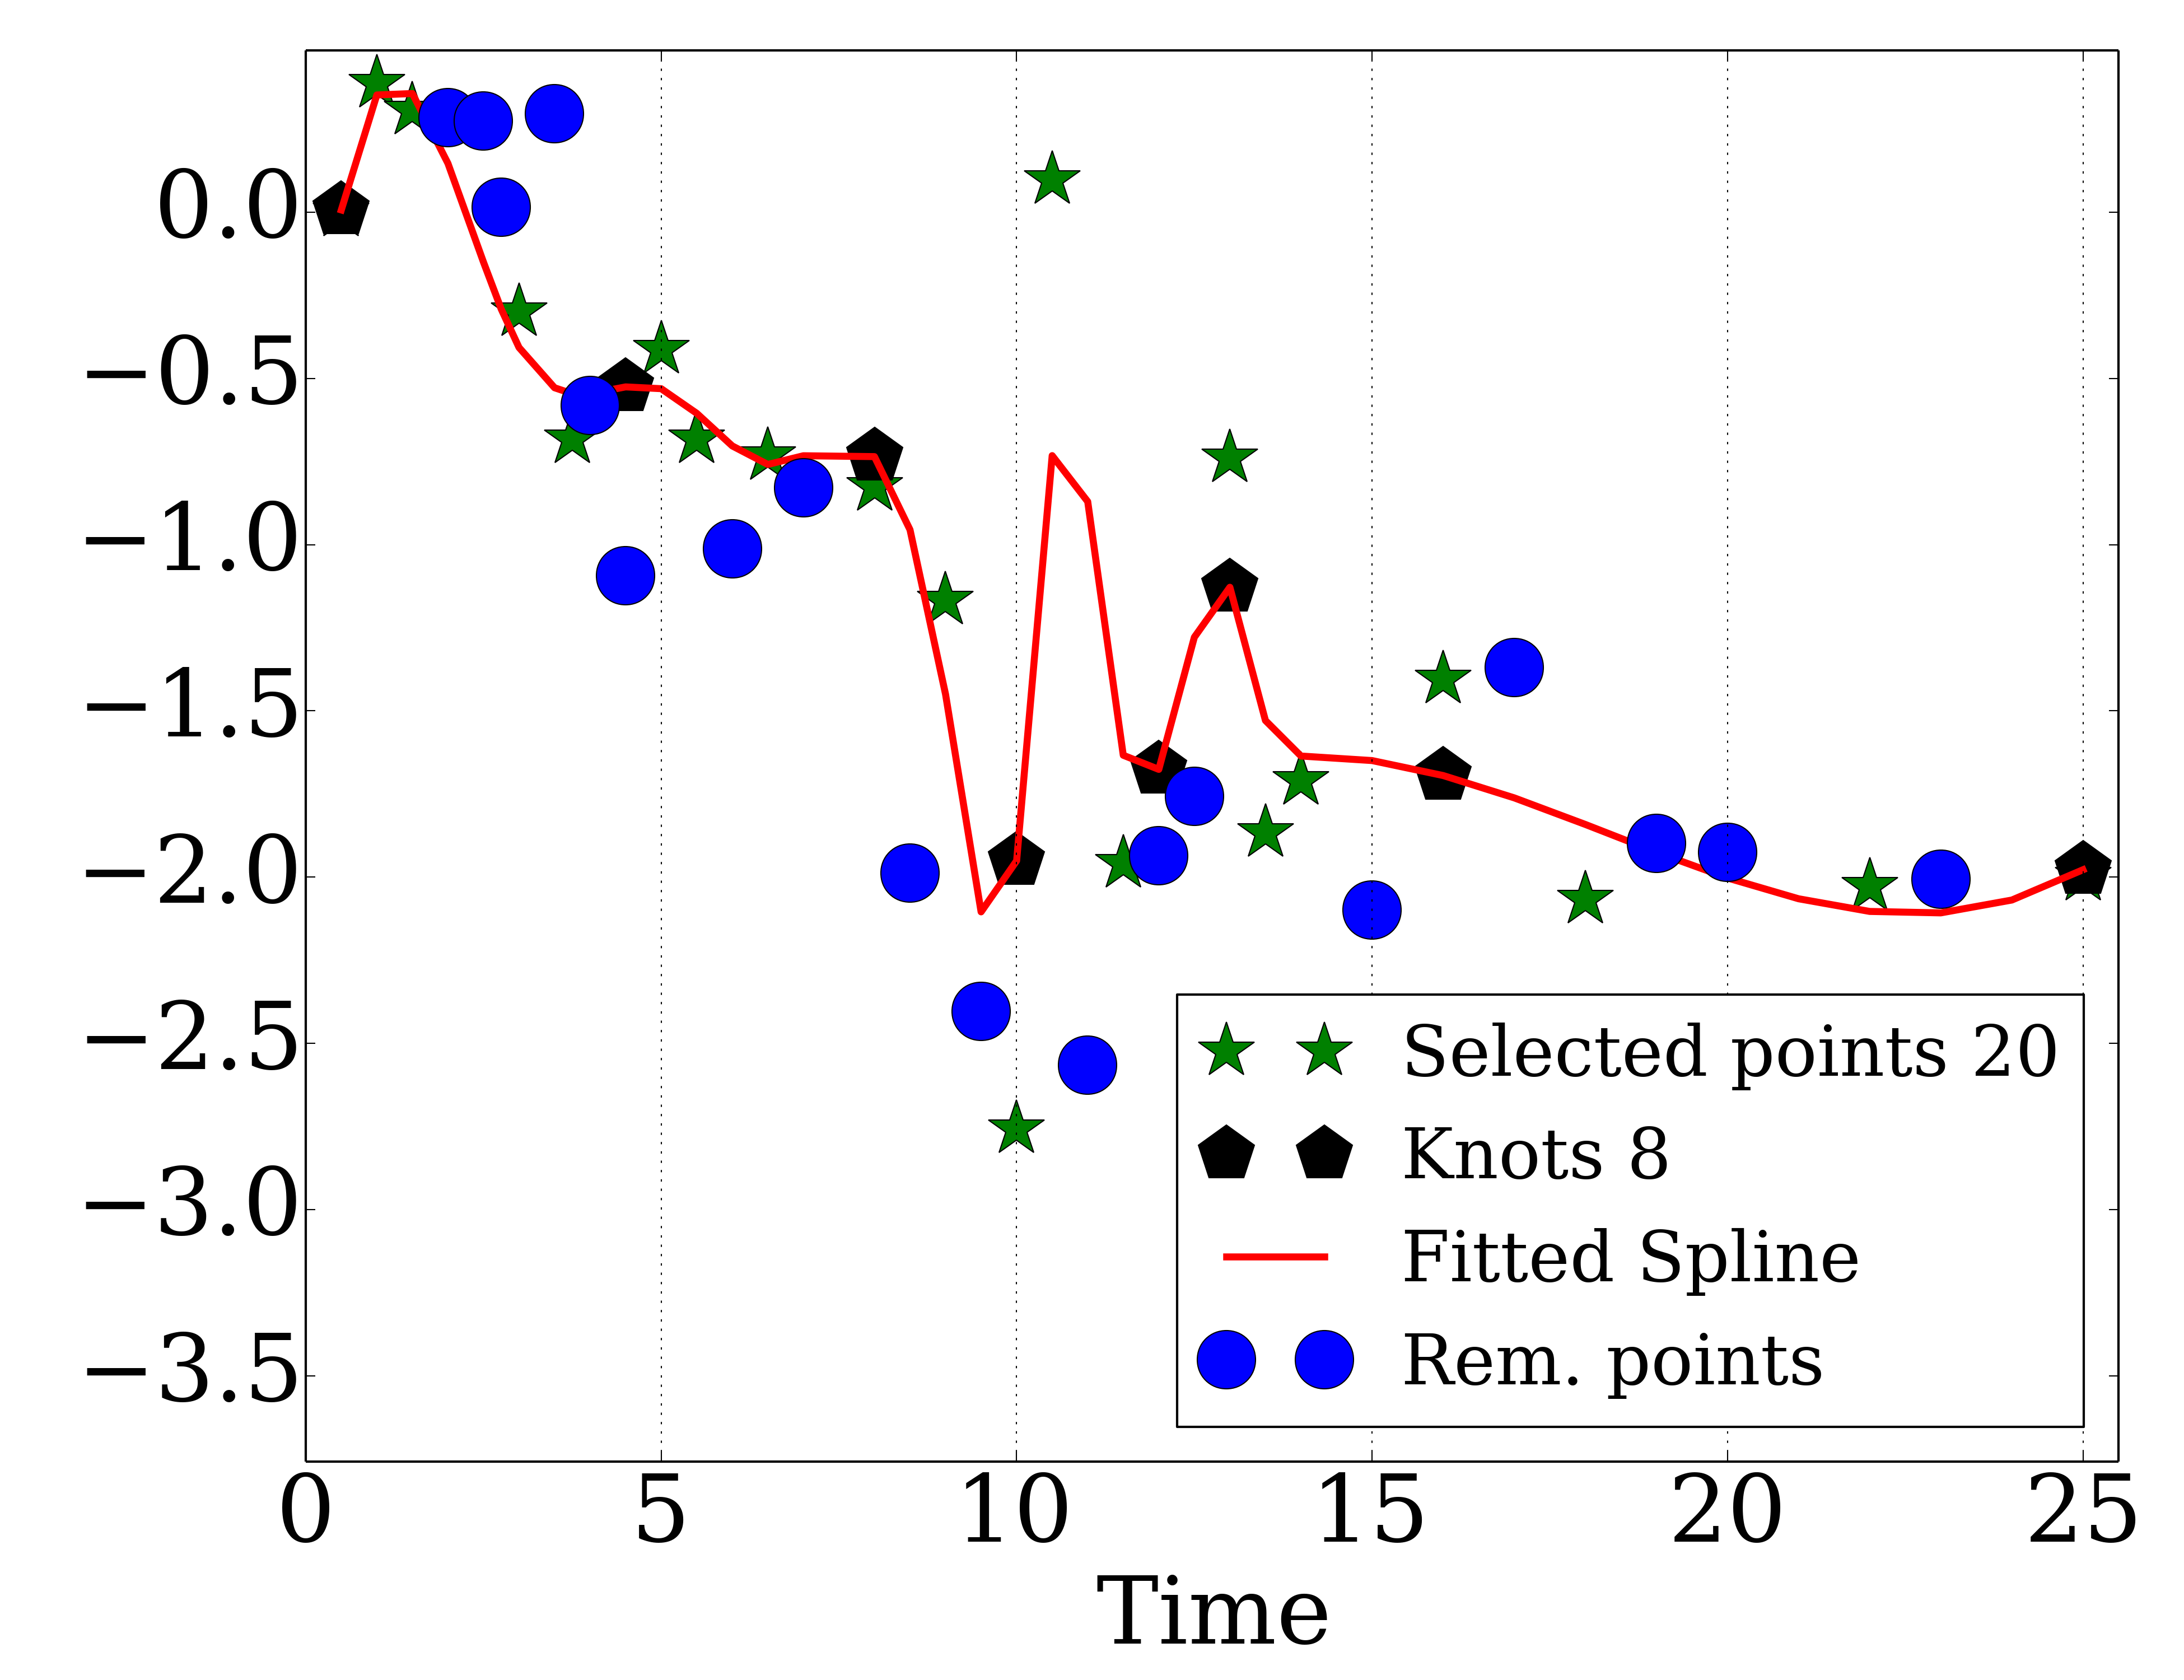 0.0
−0.5
−1.0
−1.5
−2.0
−2.5
−3.0
−3.5
0 5 10 15 20 25
Time
Selected points 20
Knots 8
Fitted Spline
Rem. points